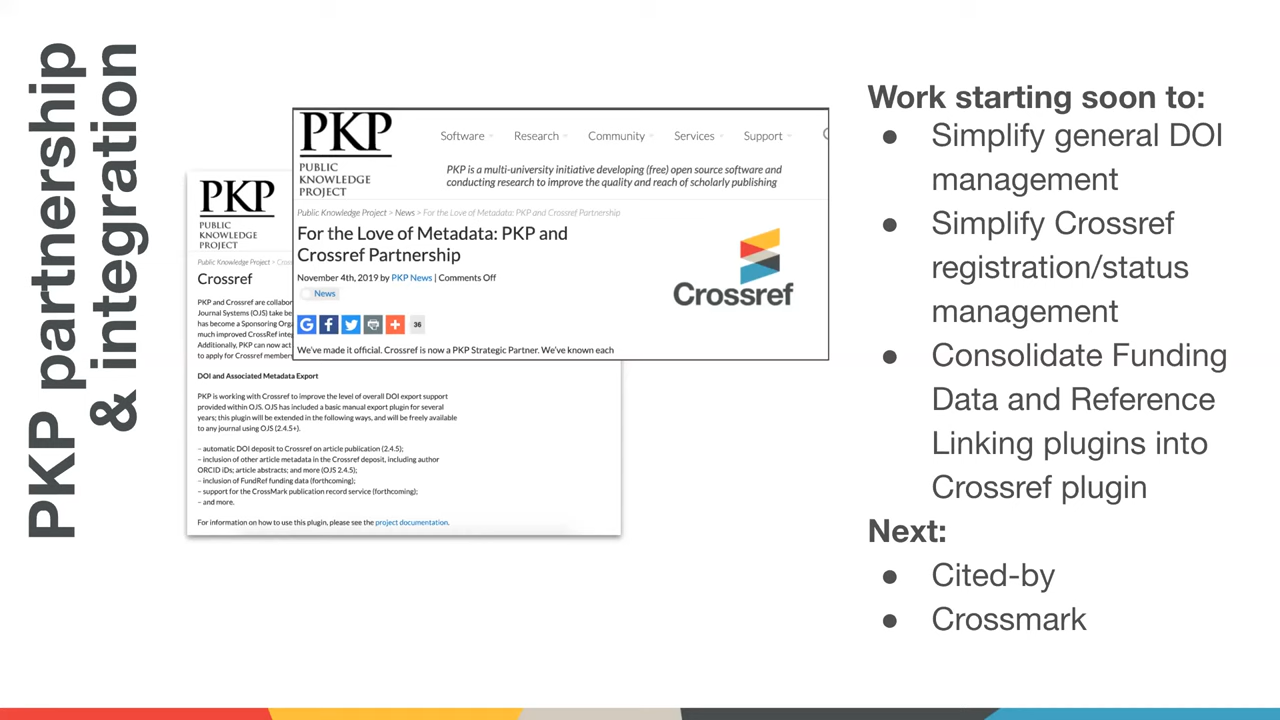 PKP partnership
& integration
PKP
PUBLIC
KNOWLEDGE
PROJECT
Software
Research
Community
Services
Support
PKP is a multi-university initiative developing (free) open source software and
conducting research to improve the quality and reach of scholarly publishing
Public Knowledge Project > News > For the Love of Metadata: PKP and Crossref Partnership
For the Love of Metadata: PKP and
Crossref Partnership
November 4th, 2019 by PKP News | Comments Off
News
36
We've made it official. Crossref is now a PKP Strategic Partner. We've known each
Crossref
PKP
PUBLIC
KNOWLEDGE
PROJECT
Public Knowledge Project >
Crossref
PKP and Crossref are
Journal Systems (OJS) take
has become a Sponsoring
much improved CrossRef
Additionally, PKP can now act
to apply for Crossref
DOI and Associated Metadata Export
PKP is working with Crossref to improve the level of overall DOI export support
provided within OJS. OJS has included a basic manual export plugin for several
years; this plugin will be extended in the following ways, and will be freely available
to any journal using OJS (2.4.5+).
– automatic DOI deposit to Crossref on article publication (2.4.5);
– inclusion of other article metadata in the Crossref deposit, including author
ORCID iDs; article abstracts; and more (OJS 2.4.5);
– inclusion of FundRef funding data (forthcoming);
– support for the CrossMark publication record service (forthcoming);
– and more.
For information on how to use this plugin, please see the project documentation.
Work starting soon to:
● Simplify general DOI
management
● Simplify Crossref
registration/status
management
● Consolidate Funding
Data and Reference
Linking plugins into
Crossref plugin
Next:
● Cited-by
● Crossmark